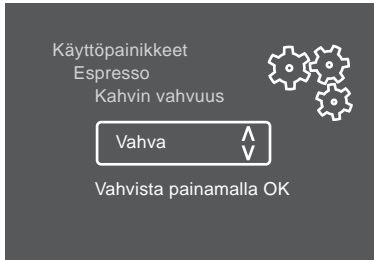 Käyttöpainikkeet
Espresso
Kahvin vahvuus
Vahva
Vahvista painamalla OK